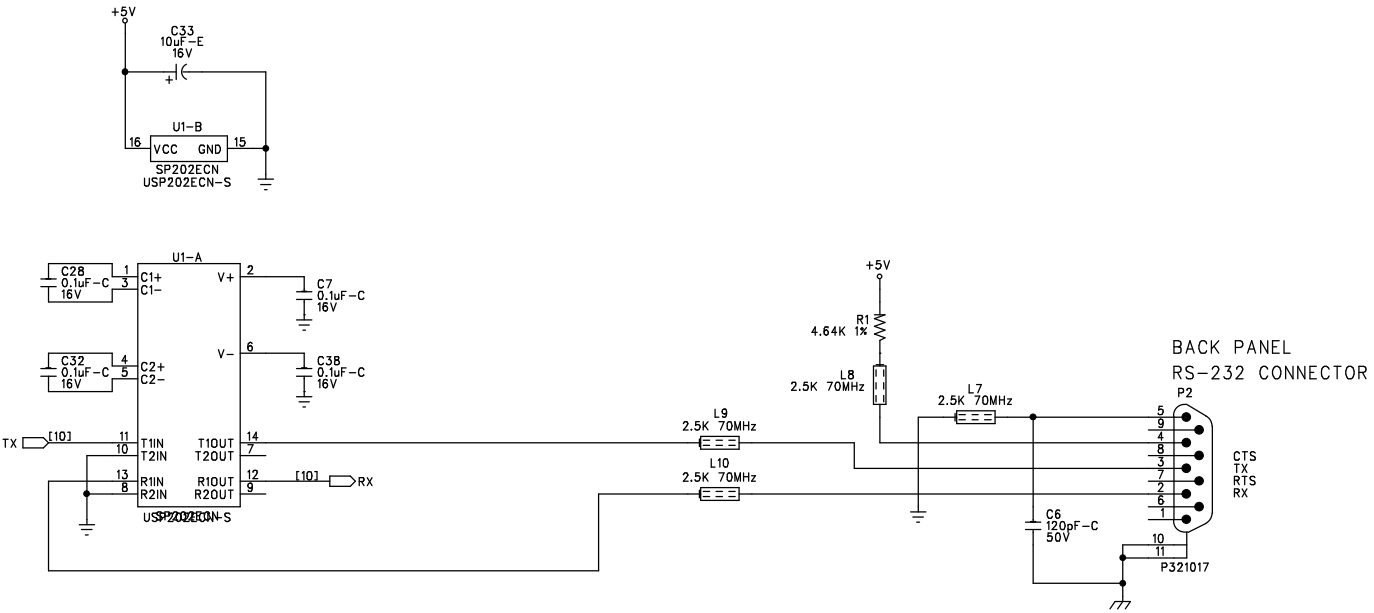 +5V
C33
10uF-E
16V
+
U1-B
16 VCC GND 15
SP202ECN
USP202ECN-S
U1-A
C28
0.1uF-C
16V
1 C1+
3 C1-
V+ 2
C7
0.1uF-C
16V
C32
0.1uF-C
16V
4 C2+
5 C2-
V- 6
C38
0.1uF-C
16V
TX [10] 11 T1IN T1OUT 14
10 T2IN T2OUT 7
13 R1IN R1OUT 12 [10] RX
8 R2IN R2OUT 9
SP202ECN
USP202ECN-S
L9
2.5K 70MHz
L10
2.5K 70MHz
+5V
R1
4.64K 1%
L8
2.5K 70MHz
L7
2.5K 70MHz
C6
120pF-C
50V
BACK PANEL
RS-232 CONNECTOR
P2
5
9
4
8 CTS
3 TX
7 RTS
2 RX
6
1
10
11
P321017